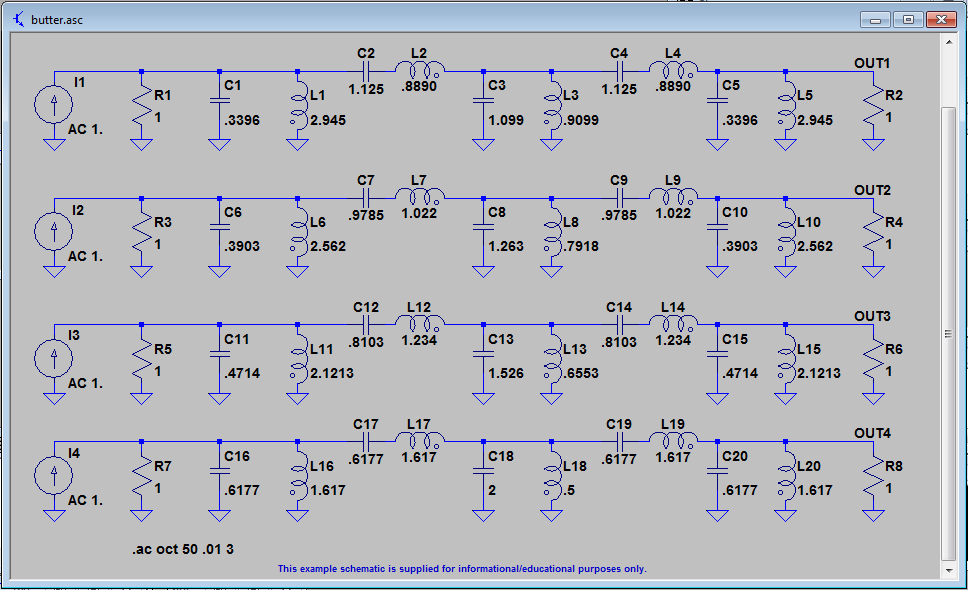 butter.asc
C2 L2 C4 L4 OUT1
I1 R1 C1 L1 1.125 .8890 C3 L3 1.125 .8890 C5 L5 R2
AC 1. 1 .3396 2.945 1.099 .9099 .3396 2.945 1
C7 L7 C9 L9 OUT2
I2 R3 C6 L6 .9785 1.022 C8 L8 .9785 1.022 C10 L10 R4
AC 1. 1 .3903 2.562 1.263 .7918 .3903 2.562 1
C12 L12 C14 L14 OUT3
I3 R5 C11 L11 .8103 1.234 C13 L13 .8103 1.234 C15 L15 R6
AC 1. 1 .4714 2.1213 1.526 .6553 .4714 2.1213 1
C17 L17 C19 L19 OUT4
I4 R7 C16 L16 .6177 1.617 C18 L18 .6177 1.617 C20 L20 R8
AC 1. 1 .6177 1.617 2 .5 .6177 1.617 1
.ac oct 50 .01 3
This example schematic is supplied for informational/educational purposes only.